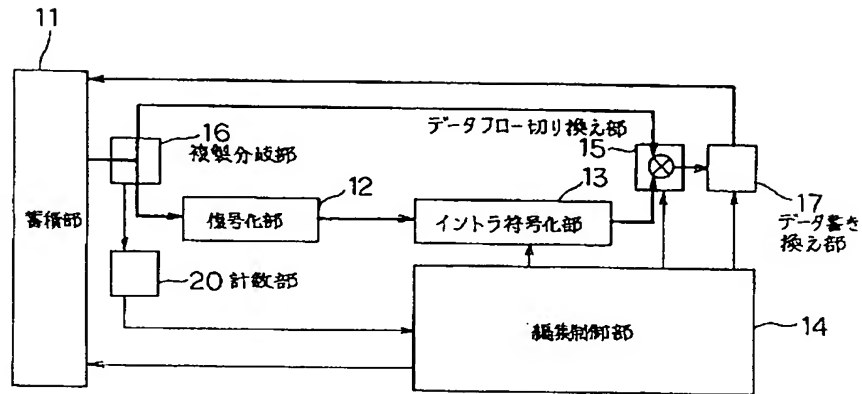 11
16
複製分岐部
データフロー切り換え部
15
12
13
17
データ書き
換え部
蓄積部
復号化部
イントラ符号化部
20 計数部
編集制御部
14